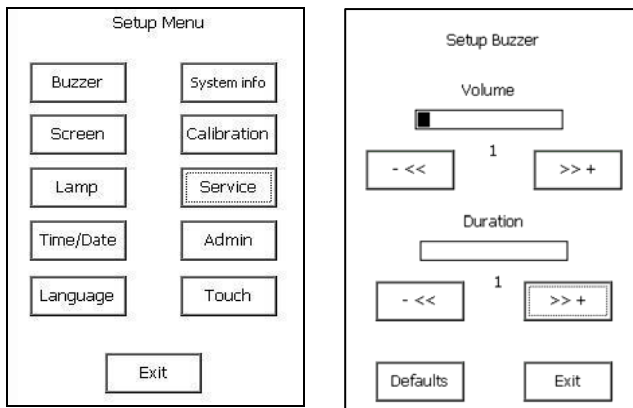 Setup Menu
Buzzer System info
Screen Calibration
Lamp Service
Time/Date Admin
Language Touch
Exit
Setup Buzzer
Volume
1
- << >> +
Duration
1
- << >> +
Defaults Exit